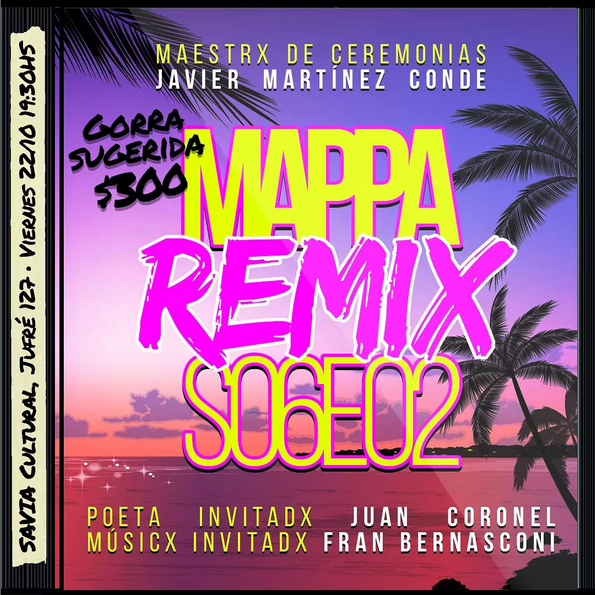 MAESTRX DE CEREMONIAS
JAVIER MARTÍNEZ CONDE
GORRA
SUGERIDA
$300
MAPPA
REMIX
S06E02
POETA INVITADX JUAN CORONEL
MÚSICX INVITADX FRAN BERNASCONI
SAVIA CULTURAL, JUFRÉ 127 · VIERNES 22/10 19:30HS